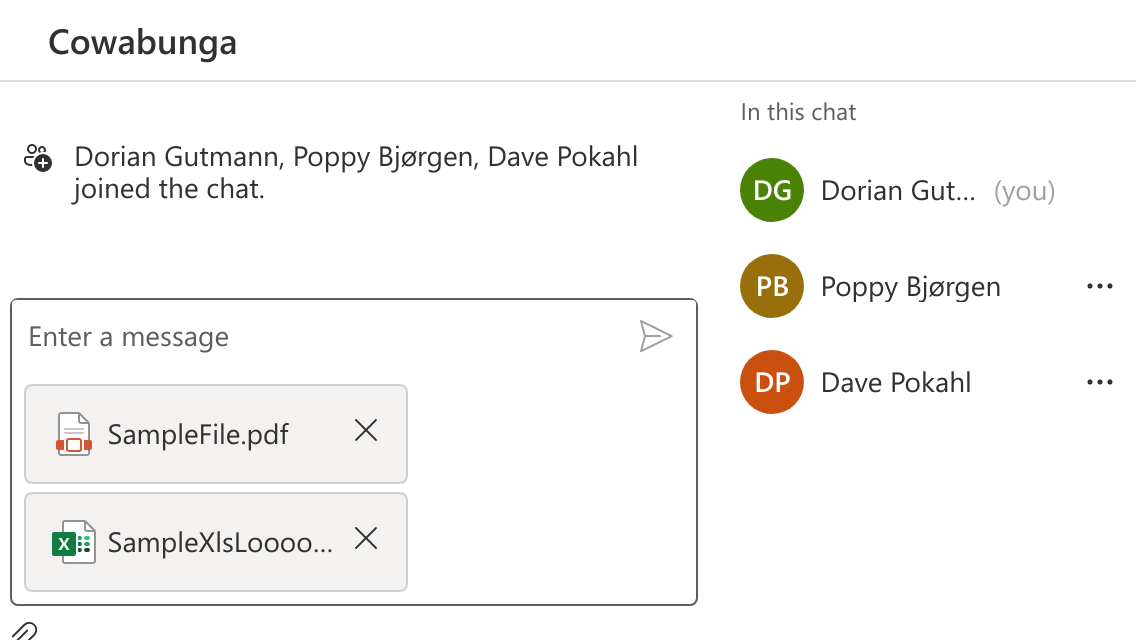 Cowabunga
Dorian Gutmann, Poppy Bjørgen, Dave Pokahl
joined the chat.
Enter a message
SampleFile.pdf
X SampleXlsLoooo...
In this chat
DG Dorian Gut... (you)
PB Poppy Bjørgen
DP Dave Pokahl